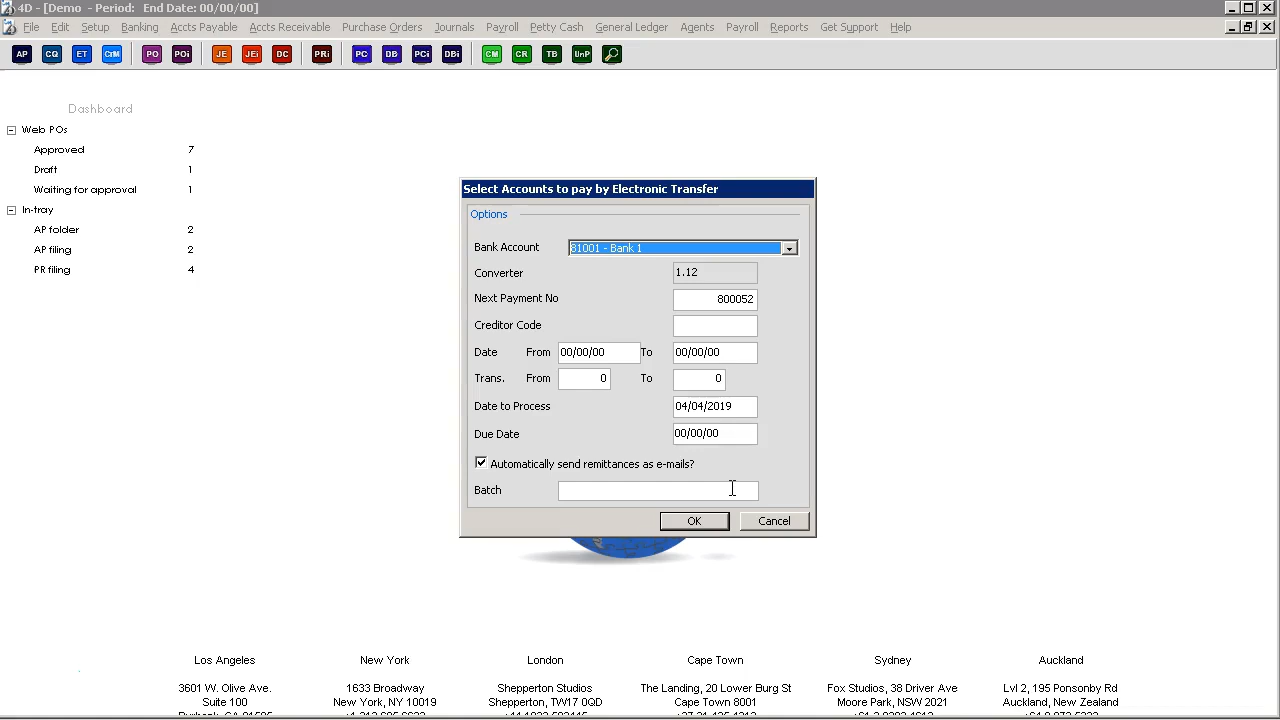 4D - [Demo - Period: End Date: 00/00/00]
File Edit Setup Banking Accts Payable Accts Receivable Purchase Orders Journals Payroll Petty Cash General Ledger Agents Payroll Reports Get Support Help
AP CQ ET CrM PO POi JE JEi DC PRi PC DB PCi DBi CM CR TB UnP
Dashboard
Web POs
Approved 7
Draft 1
Waiting for approval 1
In-tray
AP folder 2
AP filing 2
PR filing 4
Select Accounts to pay by Electronic Transfer
Options
Bank Account 81001 - Bank 1
Converter 1.12
Next Payment No 800052
Creditor Code
Date From 00/00/00 To 00/00/00
Trans. From 0 To 0
Date to Process 04/04/2019
Due Date 00/00/00
Automatically send remittances as e-mails?
Batch
OK Cancel
Los Angeles New York London Cape Town Sydney Auckland
3601 W. Olive Ave. 1633 Broadway Shepperton Studios The Landing, 20 Lower Burg St Fox Studios, 38 Driver Ave Lvl 2, 195 Ponsonby Rd
Suite 100 New York, NY 10019 Shepperton, TW17 0GD Cape Town 8001 Moore Park, NSW 2021 Auckland, New Zealand